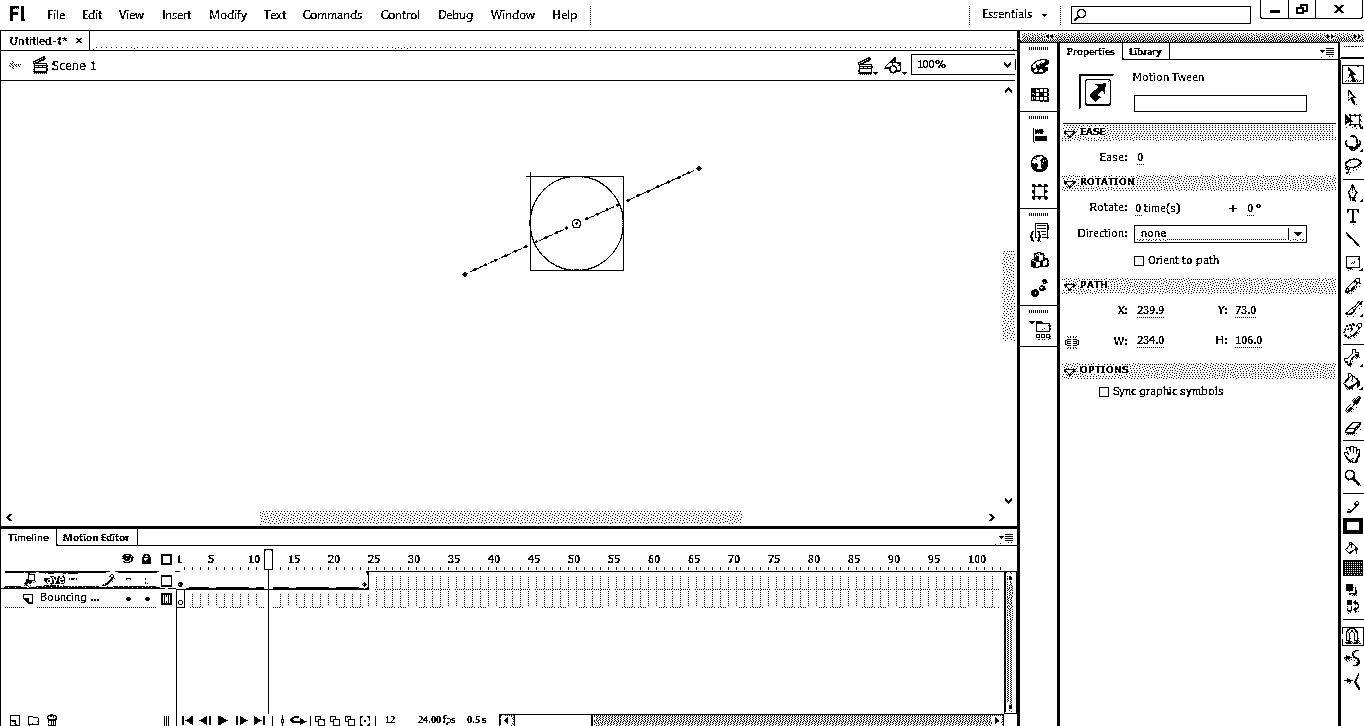 Fl File Edit View Insert Modify Text Commands Control Debug Window Help Essentials
Untitled-1* ×
Scene 1 100%
Properties Library
Motion Tween
EASE
Ease: 0
ROTATION
Rotate: 0 time(s) + 0°
Direction: none
Orient to path
PATH
X: 239.9 Y: 73.0
W: 234.0 H: 106.0
OPTIONS
Sync graphic symbols
Timeline Motion Editor
1 5 10 15 20 25 30 35 40 45 50 55 60 65 70 75 80 85 90 95 100
Bouncing ...
12 24.00 fps 0.5 s